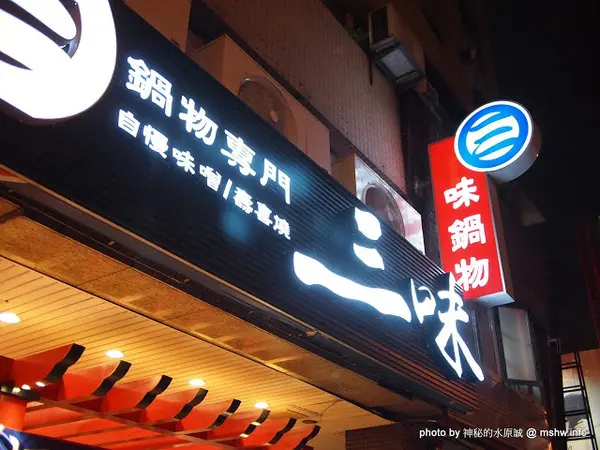 鍋物專門
自慢味噌/壽喜燒
三味
三
味鍋物
photo by 神秘的水原誠 @ mshw.info